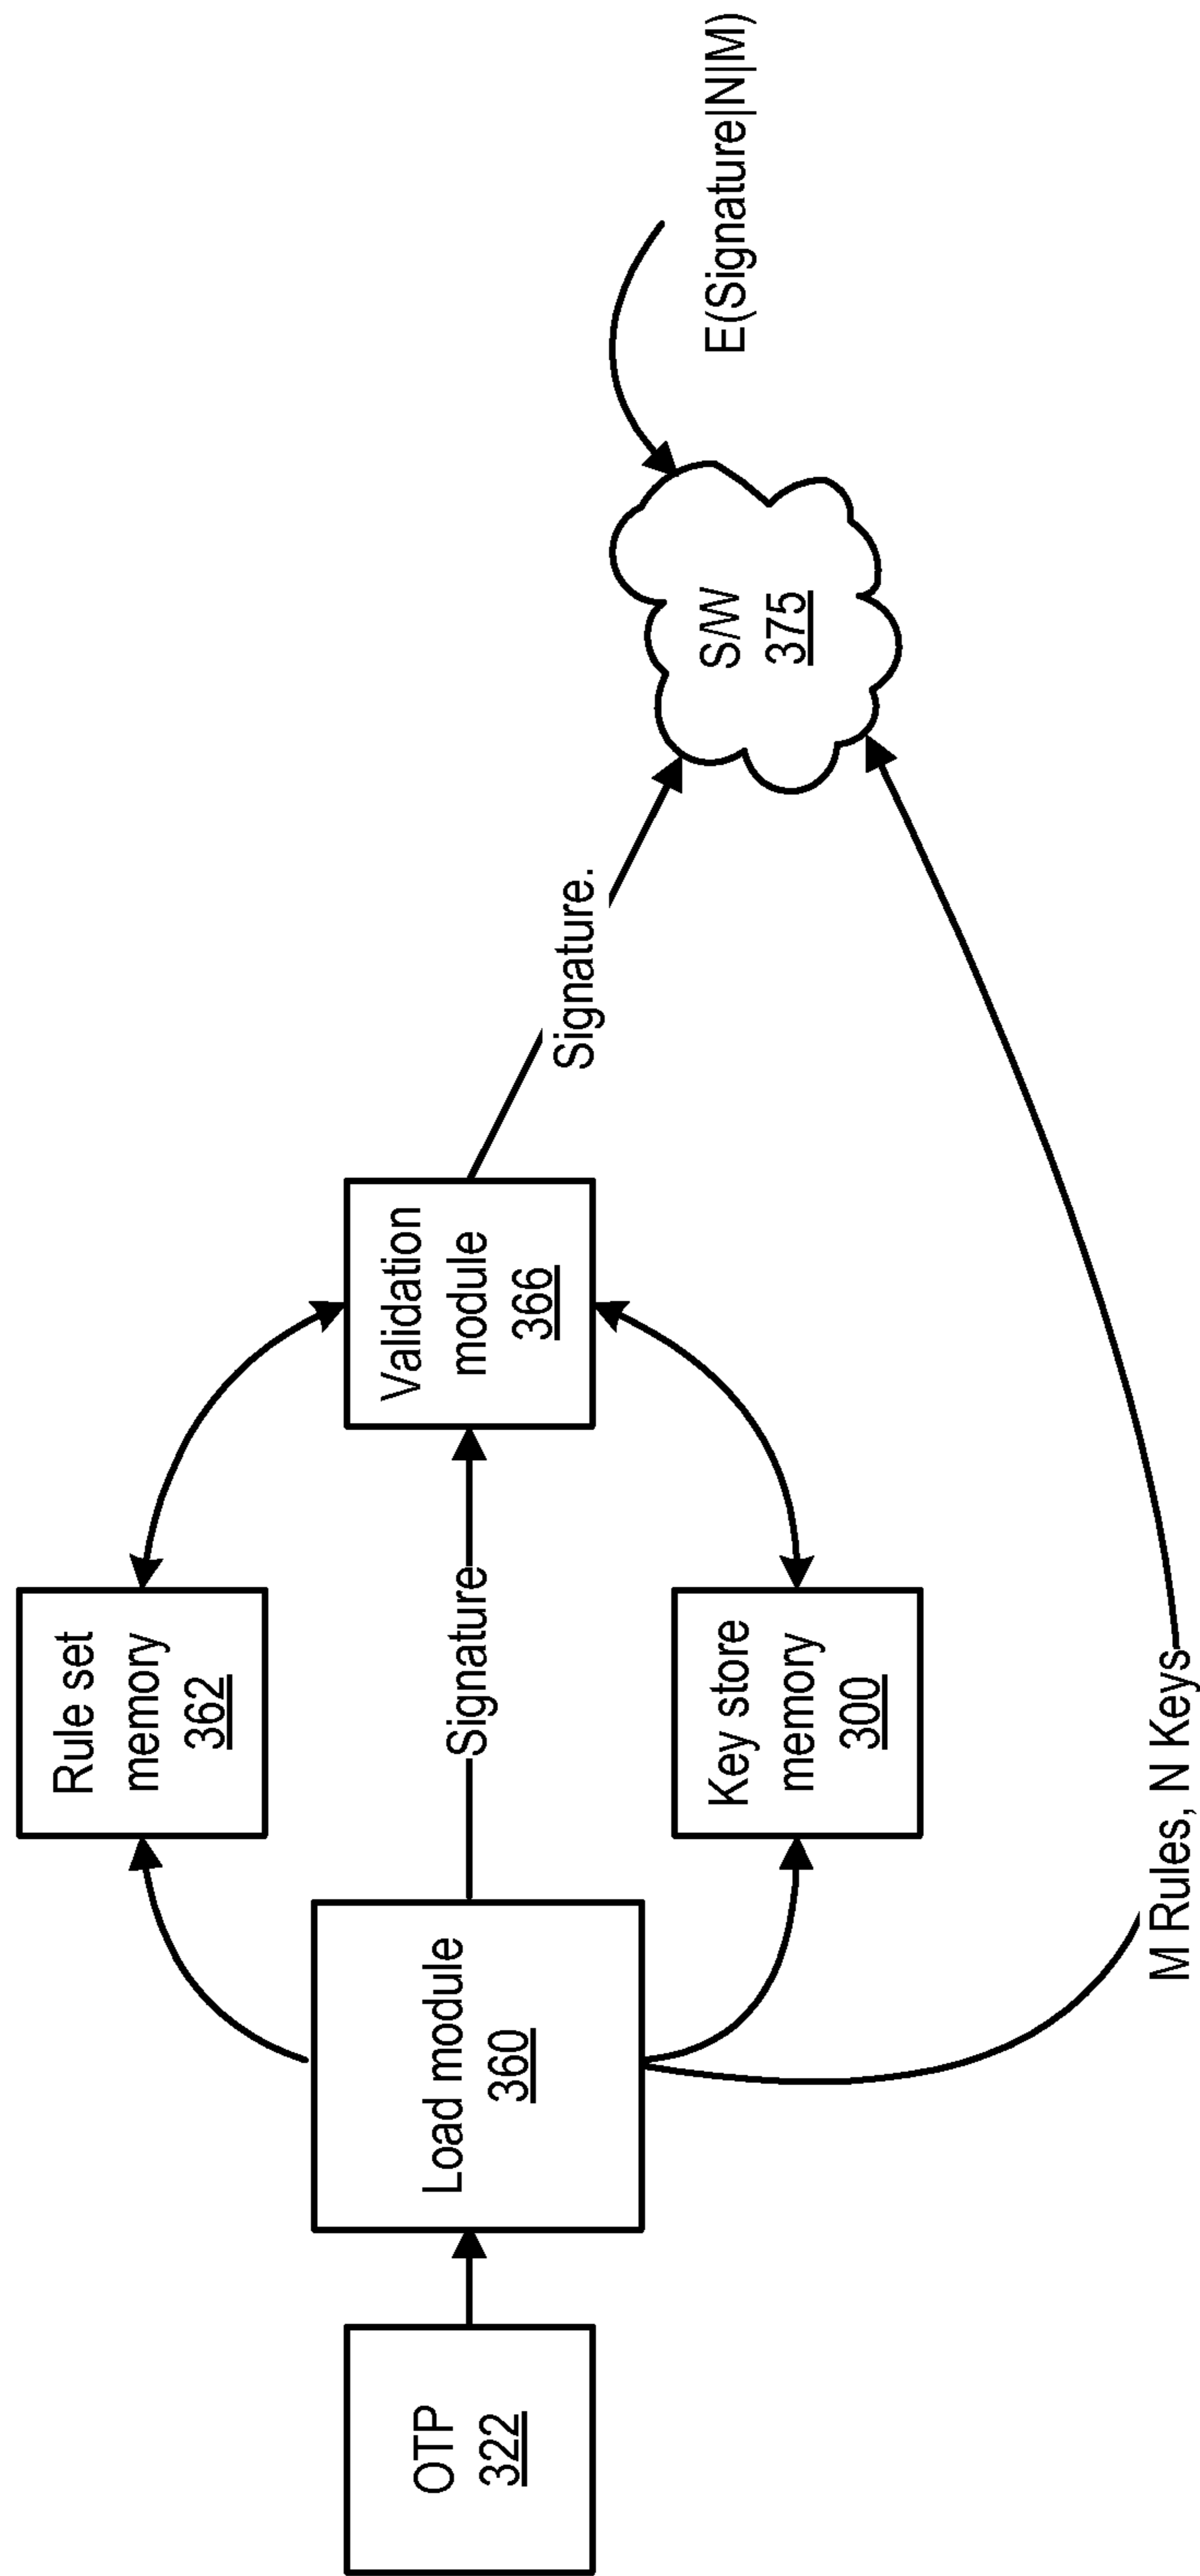 OTP
322
Load module
360
Rule set
memory
362
Signature
Key store
memory
300
Validation
module
366
Signature.
M Rules, N Keys
S/W
375
E(Signature|N|M)